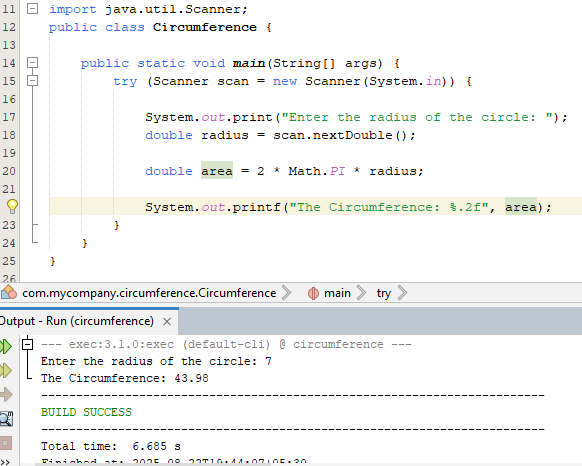 11 import java.util.Scanner;
12 public class Circumference {
13
14 public static void main(String[] args) {
15 try (Scanner scan = new Scanner(System.in)) {
16
17 System.out.print("Enter the radius of the circle: ");
18 double radius = scan.nextDouble();
19
20 double area = 2 * Math.PI * radius;
21
System.out.printf("The Circumference: %.2f", area);
23 }
24 }
25 }
26
com.mycompany.circumference.Circumference main try
Output - Run (circumference) ×
--- exec:3.1.0:exec (default-cli) @ circumference ---
Enter the radius of the circle: 7
The Circumference: 43.98
------------------------------------------------------------------------
BUILD SUCCESS
------------------------------------------------------------------------
Total time: 6.685 s
Finished at: 2025-08-22T19:44:07+05:30